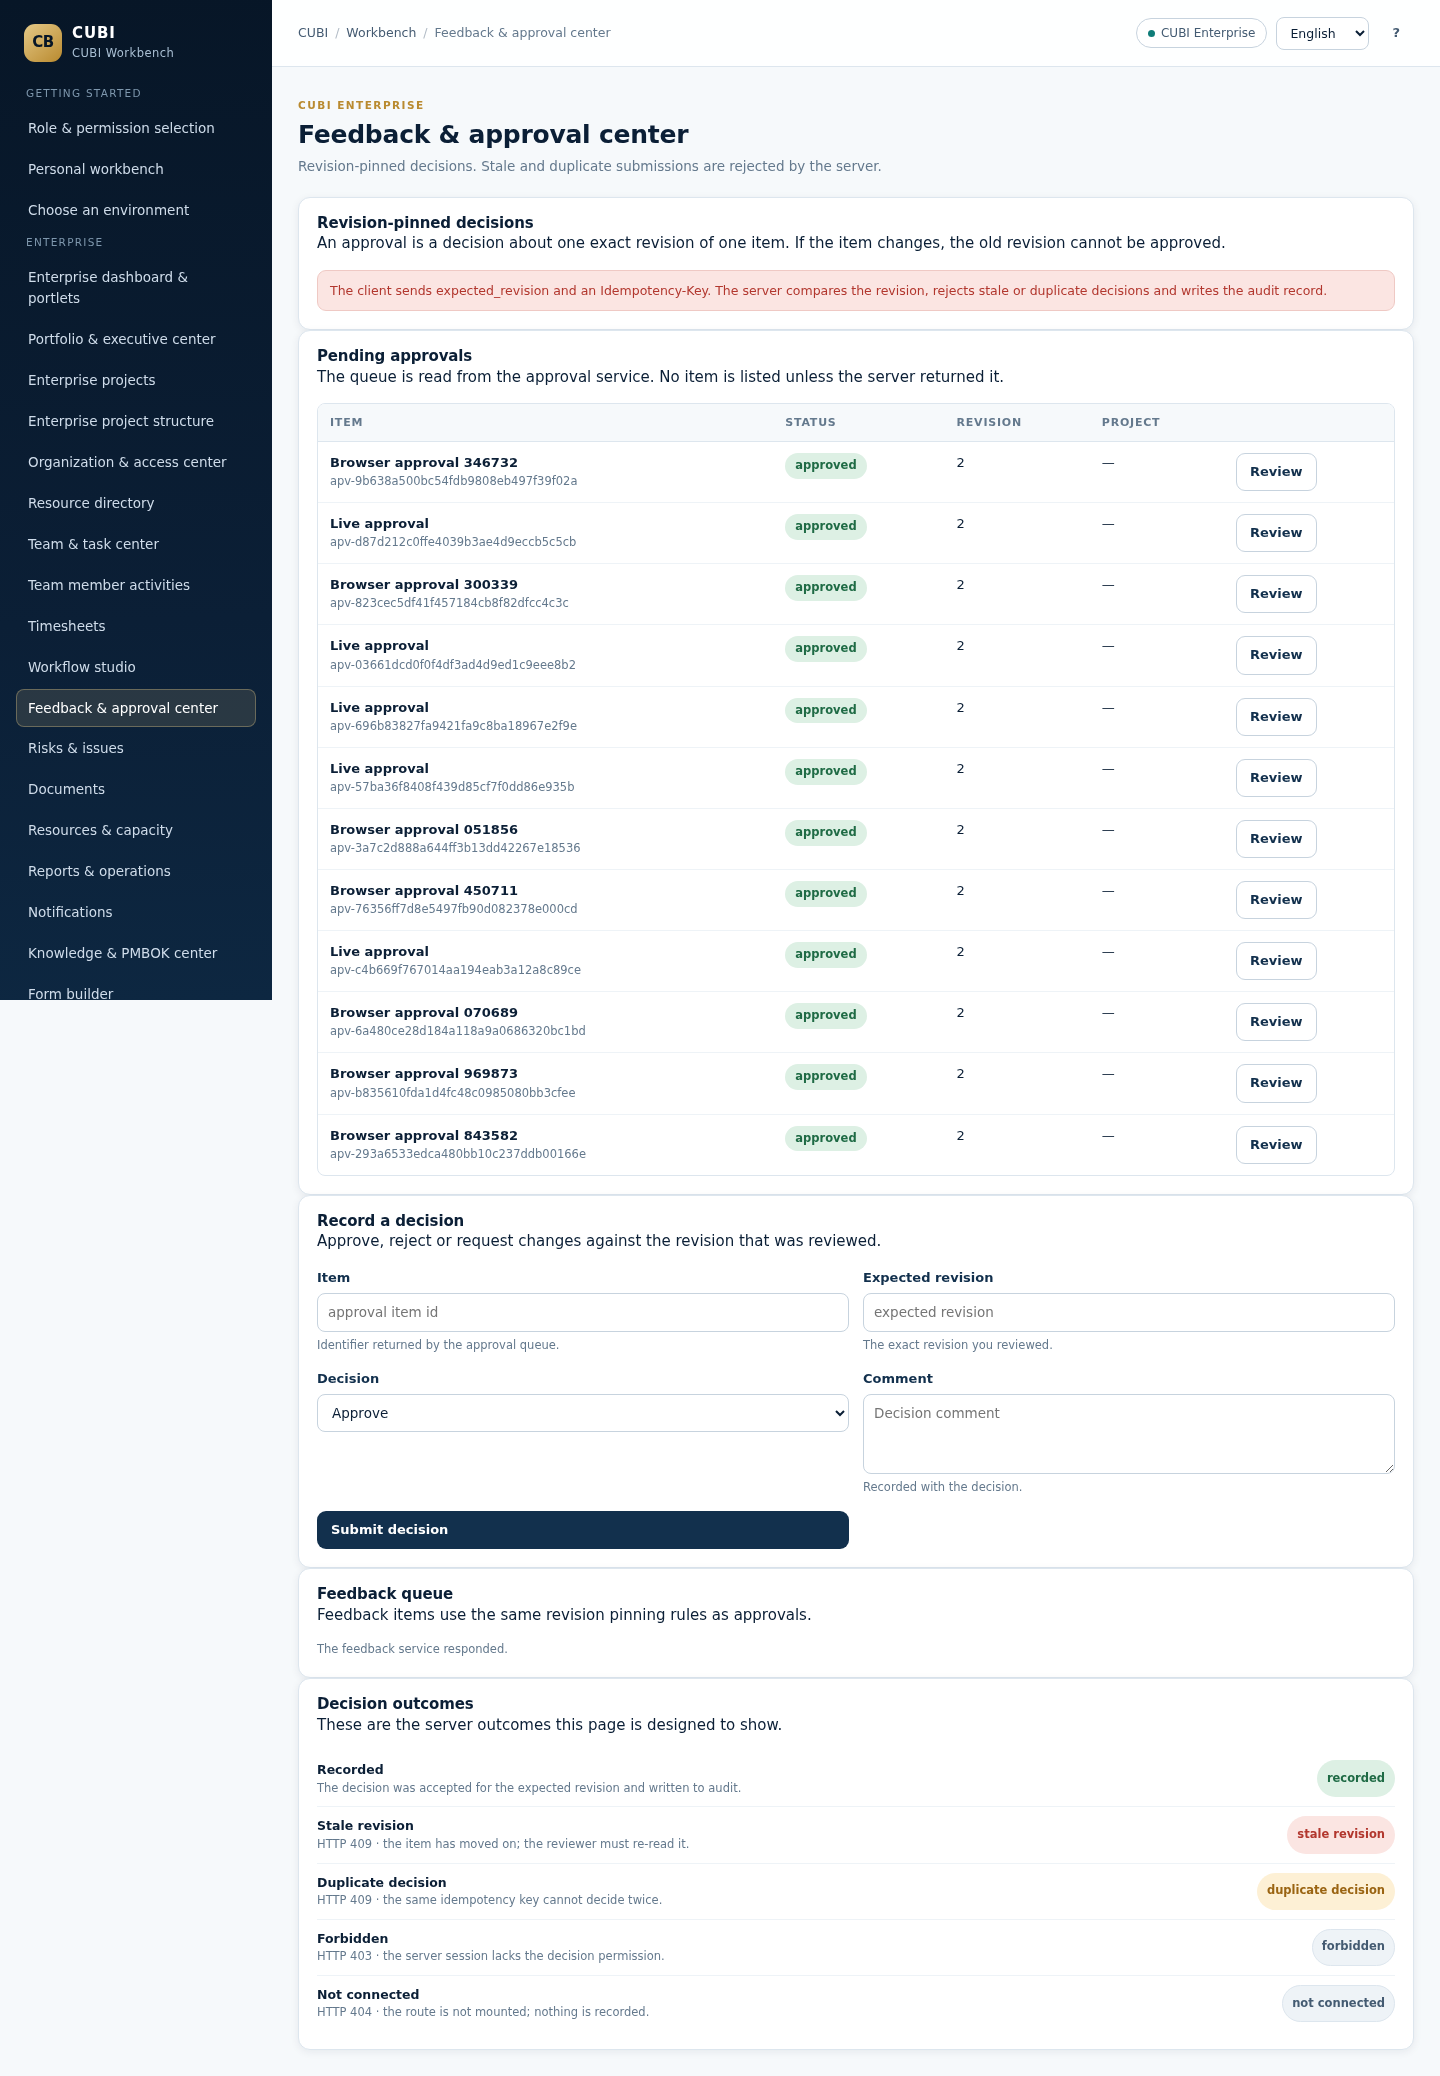 CB
CUBI
CUBI Workbench
GETTING STARTED
Role & permission selection
Personal workbench
Choose an environment
ENTERPRISE
Enterprise dashboard &
portlets
Portfolio & executive center
Enterprise projects
Enterprise project structure
Organization & access center
Resource directory
Team & task center
Team member activities
Timesheets
Workflow studio
Feedback & approval center
Risks & issues
Documents
Resources & capacity
Reports & operations
Notifications
Knowledge & PMBOK center
Form builder
CUBI / Workbench / Feedback & approval center
CUBI Enterprise
English
?
CUBI ENTERPRISE
Feedback & approval center
Revision-pinned decisions. Stale and duplicate submissions are rejected by the server.
Revision-pinned decisions
An approval is a decision about one exact revision of one item. If the item changes, the old revision cannot be approved.
The client sends expected_revision and an Idempotency-Key. The server compares the revision, rejects stale or duplicate decisions and writes the audit record.
Pending approvals
The queue is read from the approval service. No item is listed unless the server returned it.
ITEM STATUS REVISION PROJECT
Browser approval 346732 approved 2 — Review
apv-9b638a500bc54fdb9808eb497f39f02a
Live approval approved 2 — Review
apv-d87d212c0ffe4039b3ae4d9eccb5c5cb
Browser approval 300339 approved 2 — Review
apv-823cec5df41f457184cb8f82dfcc4c3c
Live approval approved 2 — Review
apv-03661dcd0f0f4df3ad4d9ed1c9eee8b2
Live approval approved 2 — Review
apv-696b83827fa9421fa9c8ba18967e2f9e
Live approval approved 2 — Review
apv-57ba36f8408f439d85cf7f0dd86e935b
Browser approval 051856 approved 2 — Review
apv-3a7c2d888a644ff3b13dd42267e18536
Browser approval 450711 approved 2 — Review
apv-76356ff7d8e5497fb90d082378e000cd
Live approval approved 2 — Review
apv-c4b669f767014aa194eab3a12a8c89ce
Browser approval 070689 approved 2 — Review
apv-6a480ce28d184a118a9a0686320bc1bd
Browser approval 969873 approved 2 — Review
apv-b835610fda1d4fc48c0985080bb3cfee
Browser approval 843582 approved 2 — Review
apv-293a6533edca480bb10c237ddb00166e
Record a decision
Approve, reject or request changes against the revision that was reviewed.
Item Expected revision
approval item id expected revision
Identifier returned by the approval queue. The exact revision you reviewed.
Decision Comment
Approve Decision comment
Recorded with the decision.
Submit decision
Feedback queue
Feedback items use the same revision pinning rules as approvals.
The feedback service responded.
Decision outcomes
These are the server outcomes this page is designed to show.
Recorded
The decision was accepted for the expected revision and written to audit.
recorded
Stale revision
HTTP 409 · the item has moved on; the reviewer must re-read it.
stale revision
Duplicate decision
HTTP 409 · the same idempotency key cannot decide twice.
duplicate decision
Forbidden
HTTP 403 · the server session lacks the decision permission.
forbidden
Not connected
HTTP 404 · the route is not mounted; nothing is recorded.
not connected